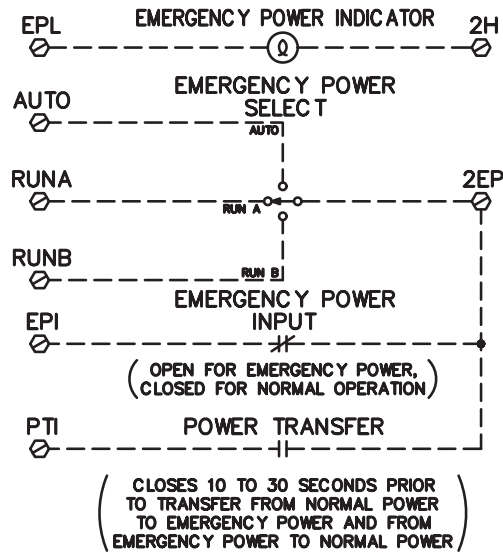 EPL EMERGENCY POWER INDICATOR 2H
EMERGENCY POWER
SELECT
AUTO
AUTO
RUNA 2EP
RUN A
RUNB
RUN B
EMERGENCY POWER
EPI INPUT
( OPEN FOR EMERGENCY POWER,
CLOSED FOR NORMAL OPERATION )
PTI POWER TRANSFER
( CLOSES 10 TO 30 SECONDS PRIOR
TO TRANSFER FROM NORMAL POWER
TO EMERGENCY POWER AND FROM
EMERGENCY POWER TO NORMAL POWER )